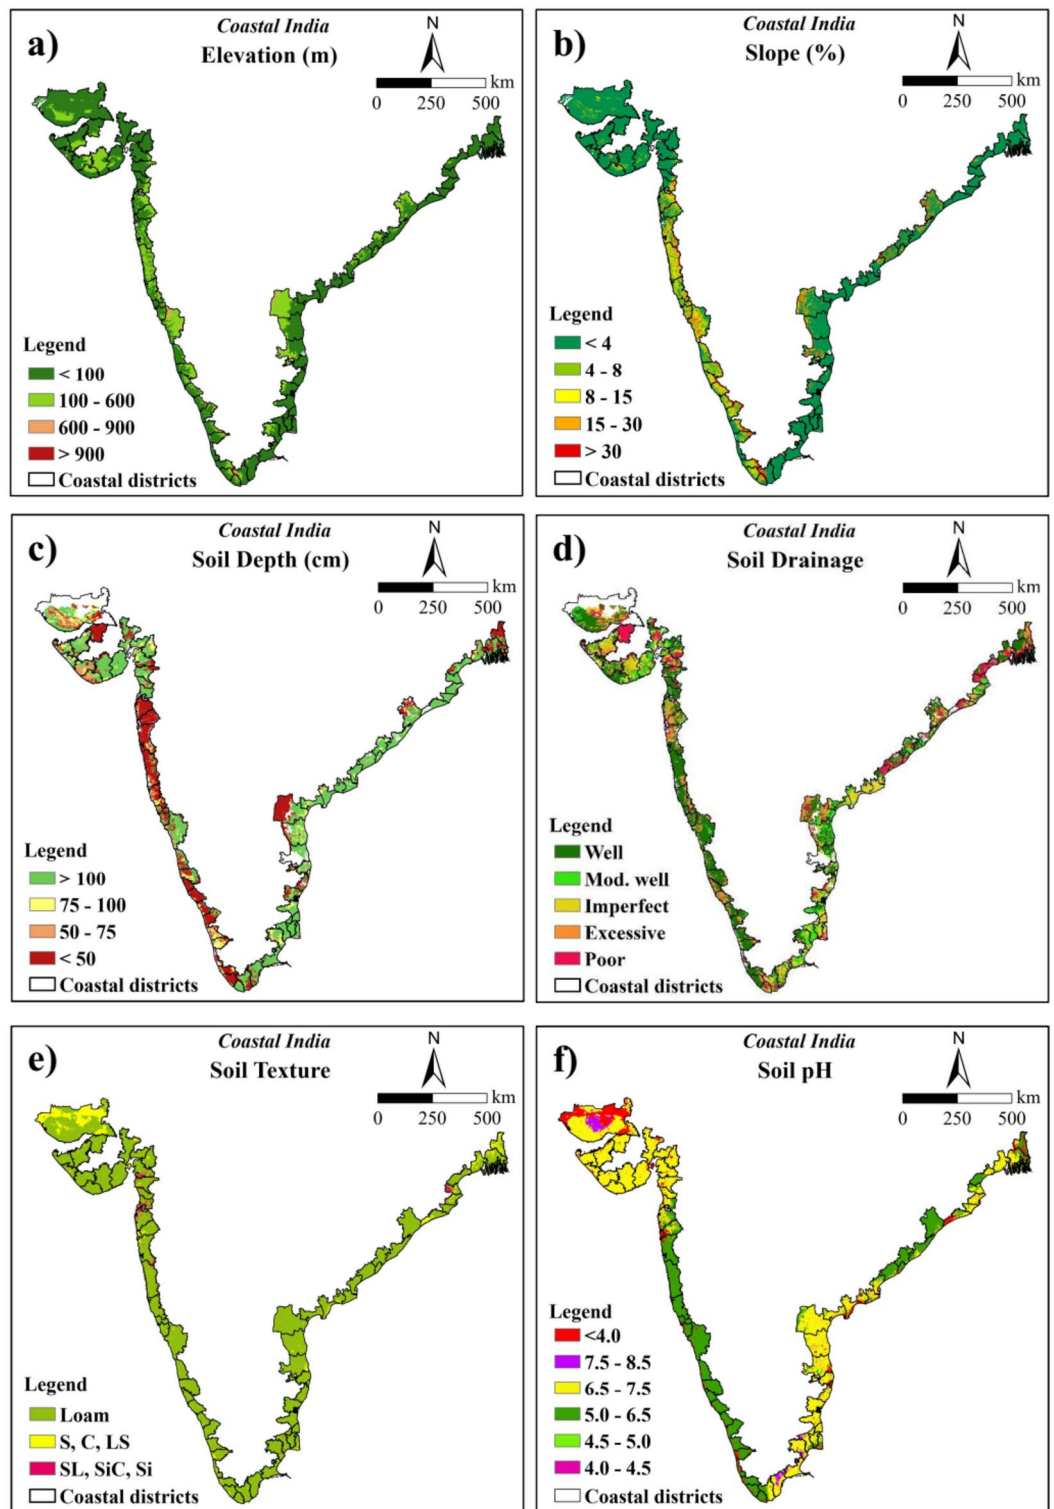 a)
Coastal India
Elevation (m)
N
km
0 250 500
Legend
< 100
100 - 600
600 - 900
> 900
Coastal districts
b)
Coastal India
Slope (%)
N
km
0 250 500
Legend
< 4
4 - 8
8 - 15
15 - 30
> 30
Coastal districts
c)
Coastal India
Soil Depth (cm)
N
km
0 250 500
Legend
> 100
75 - 100
50 - 75
< 50
Coastal districts
d)
Coastal India
Soil Drainage
N
km
0 250 500
Legend
Well
Mod. well
Imperfect
Excessive
Poor
Coastal districts
e)
Coastal India
Soil Texture
N
km
0 250 500
Legend
Loam
S, C, LS
SL, SiC, Si
Coastal districts
f)
Coastal India
Soil pH
N
km
0 250 500
Legend
<4.0
7.5 - 8.5
6.5 - 7.5
5.0 - 6.5
4.5 - 5.0
4.0 - 4.5
Coastal districts